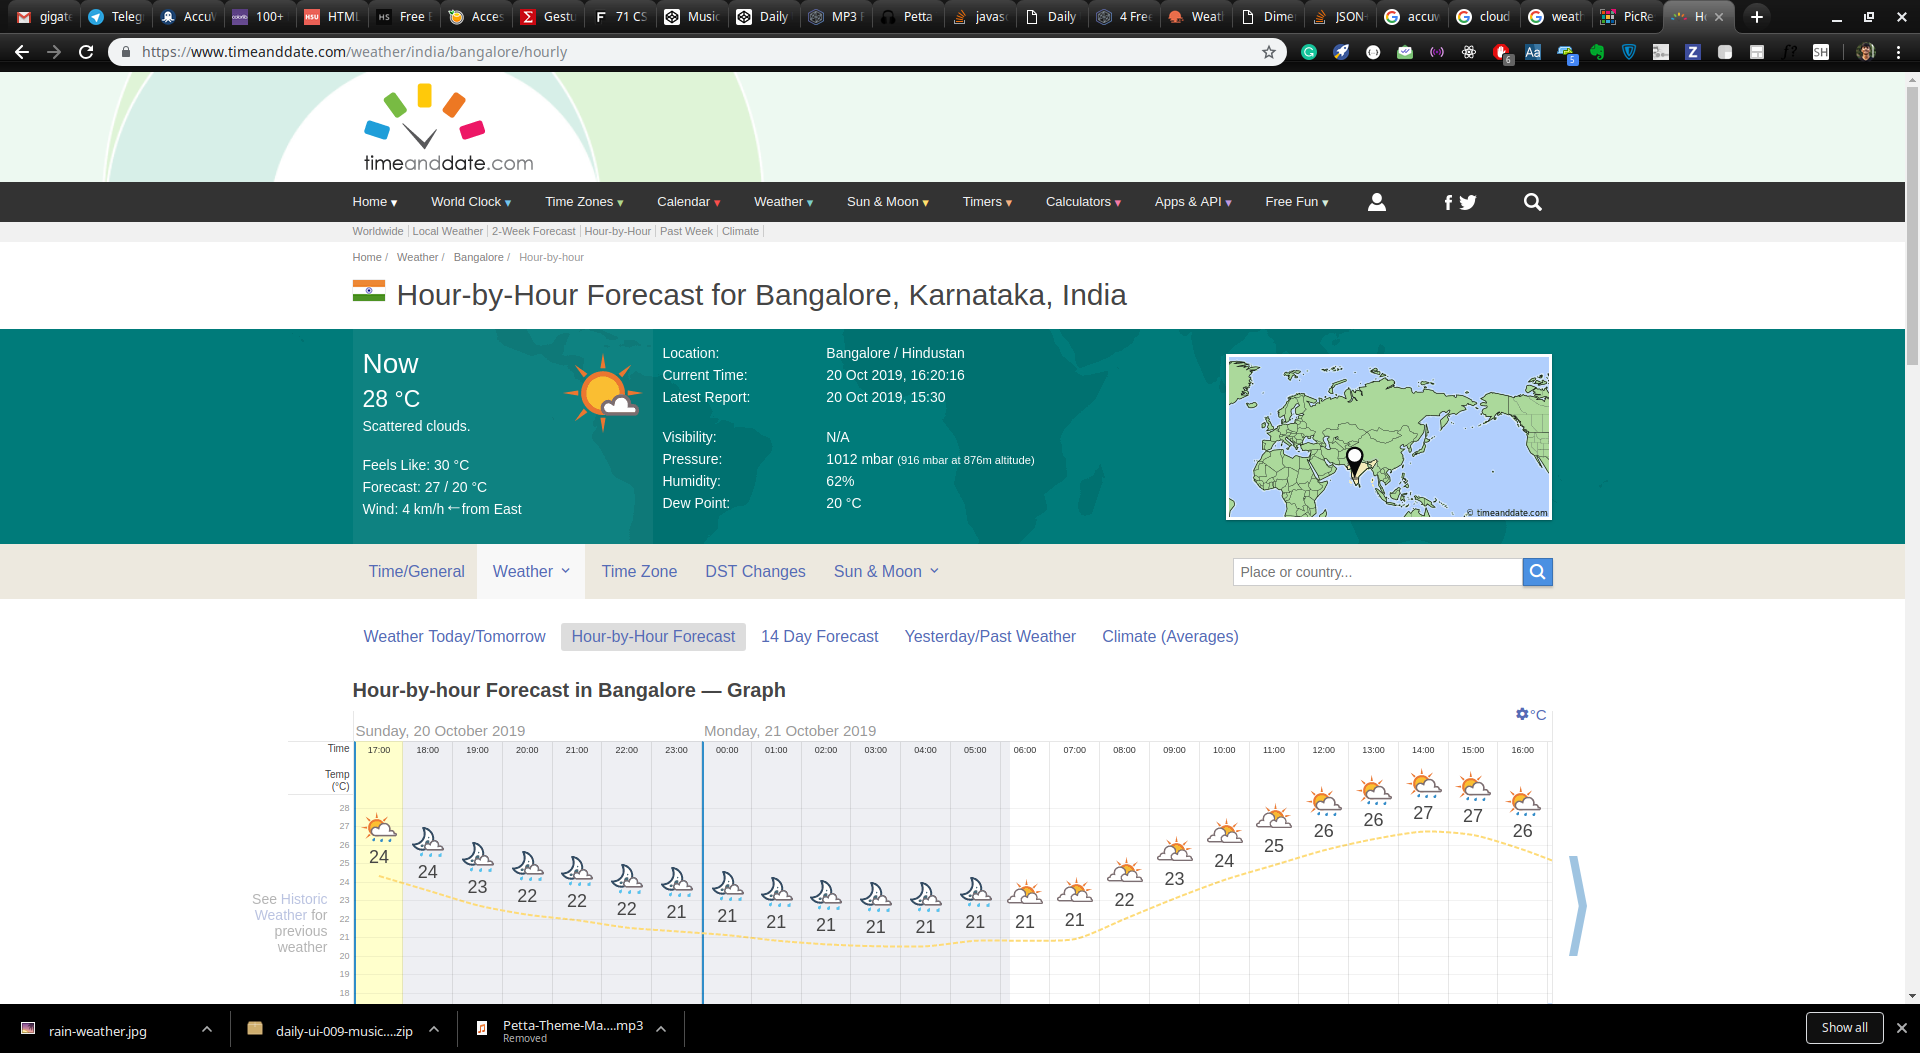 gigate Teleg AccuW 100+ HTML Free E Acces Gestu 71 CS Music Daily MP3 P Petta javasc Daily 4 Free Weat Dime JSON accuw cloud weath PicRe H
https://www.timeanddate.com/weather/india/bangalore/hourly
6 Aa 5 Z f? SH
timeanddate.com
Home World Clock Time Zones Calendar Weather Sun & Moon Timers Calculators Apps & API Free Fun
Worldwide Local Weather 2-Week Forecast Hour-by-Hour Past Week Climate
Home / Weather / Bangalore / Hour-by-hour
Hour-by-Hour Forecast for Bangalore, Karnataka, India
Now
28 °C
Scattered clouds.
Feels Like: 30 °C
Forecast: 27 / 20 °C
Wind: 4 km/h ← from East
Location: Bangalore / Hindustan
Current Time: 20 Oct 2019, 16:20:16
Latest Report: 20 Oct 2019, 15:30
Visibility: N/A
Pressure: 1012 mbar (916 mbar at 876m altitude)
Humidity: 62%
Dew Point: 20 °C
© timeanddate.com
Time/General Weather Time Zone DST Changes Sun & Moon Place or country...
Weather Today/Tomorrow Hour-by-Hour Forecast 14 Day Forecast Yesterday/Past Weather Climate (Averages)
Hour-by-hour Forecast in Bangalore — Graph
°C
Sunday, 20 October 2019 Monday, 21 October 2019
Time 17:00 18:00 19:00 20:00 21:00 22:00 23:00 00:00 01:00 02:00 03:00 04:00 05:00 06:00 07:00 08:00 09:00 10:00 11:00 12:00 13:00 14:00 15:00 16:00
Temp
(°C)
28
27
26
25
24
23
22
21
20
19
18
24 24 23 22 22 22 21 21 21 21 21 21 21 21 21 22 23 24 25 26 26 27 27 26
See Historic
Weather for
previous
weather
rain-weather.jpg daily-ui-009-music....zip Petta-Theme-Ma....mp3 Show all
Removed